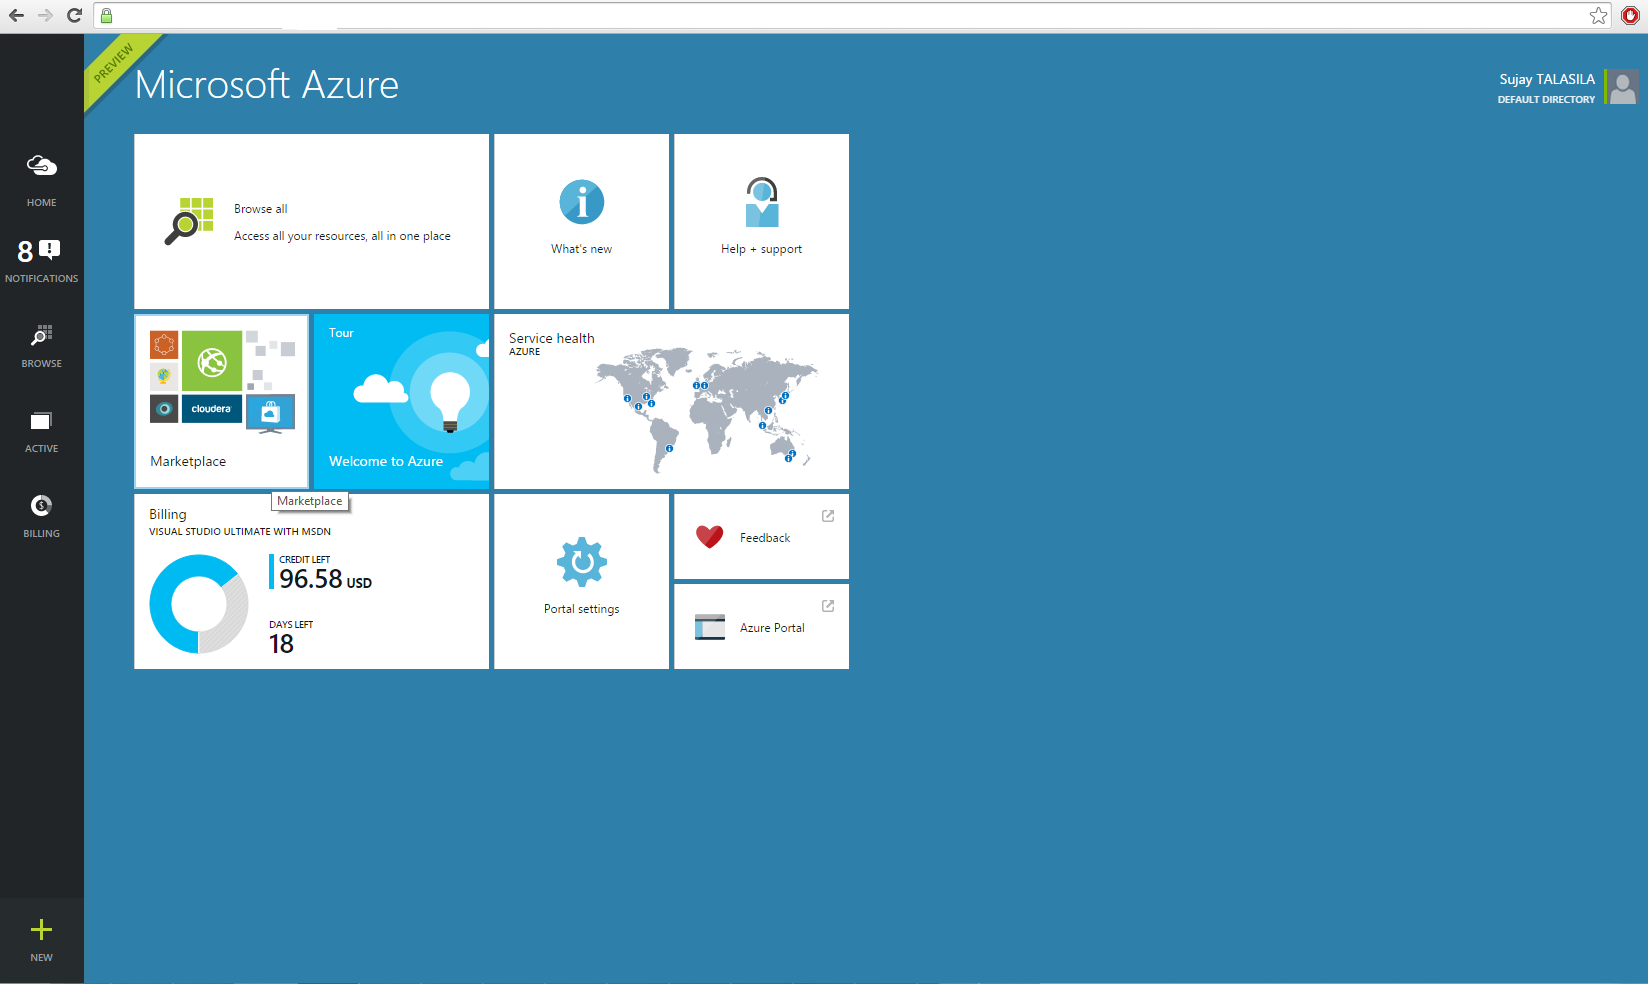 PREVIEW
Microsoft Azure
Sujay TALASILA
DEFAULT DIRECTORY
HOME
8
NOTIFICATIONS
BROWSE
ACTIVE
BILLING
NEW
Browse all
Access all your resources, all in one place
What's new
Help + support
cloudera
Marketplace
Tour
Welcome to Azure
Service health
AZURE
Marketplace
Billing
VISUAL STUDIO ULTIMATE WITH MSDN
CREDIT LEFT
96.58 USD
DAYS LEFT
18
Portal settings
Feedback
Azure Portal